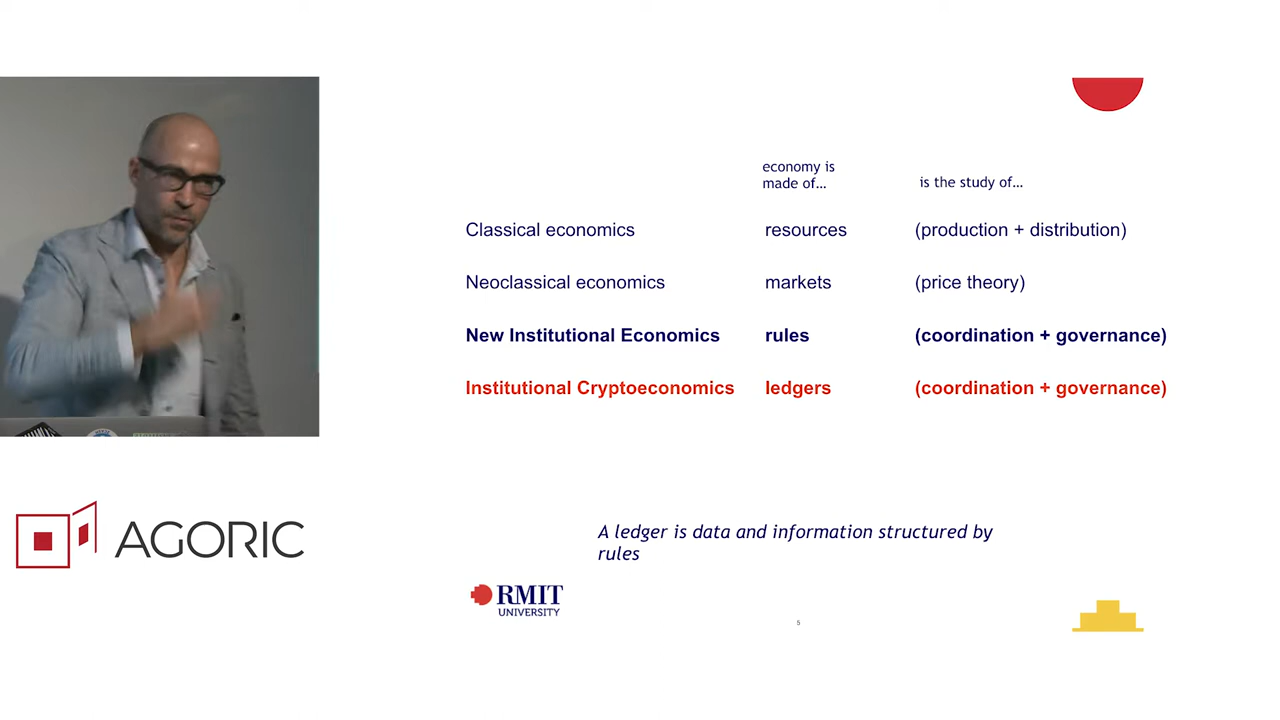 economy is
made of...
is the study of...
Classical economics resources (production + distribution)
Neoclassical economics markets (price theory)
New Institutional Economics rules (coordination + governance)
Institutional Cryptoeconomics ledgers (coordination + governance)
A ledger is data and information structured by
rules
AGORIC
RMIT
UNIVERSITY
5